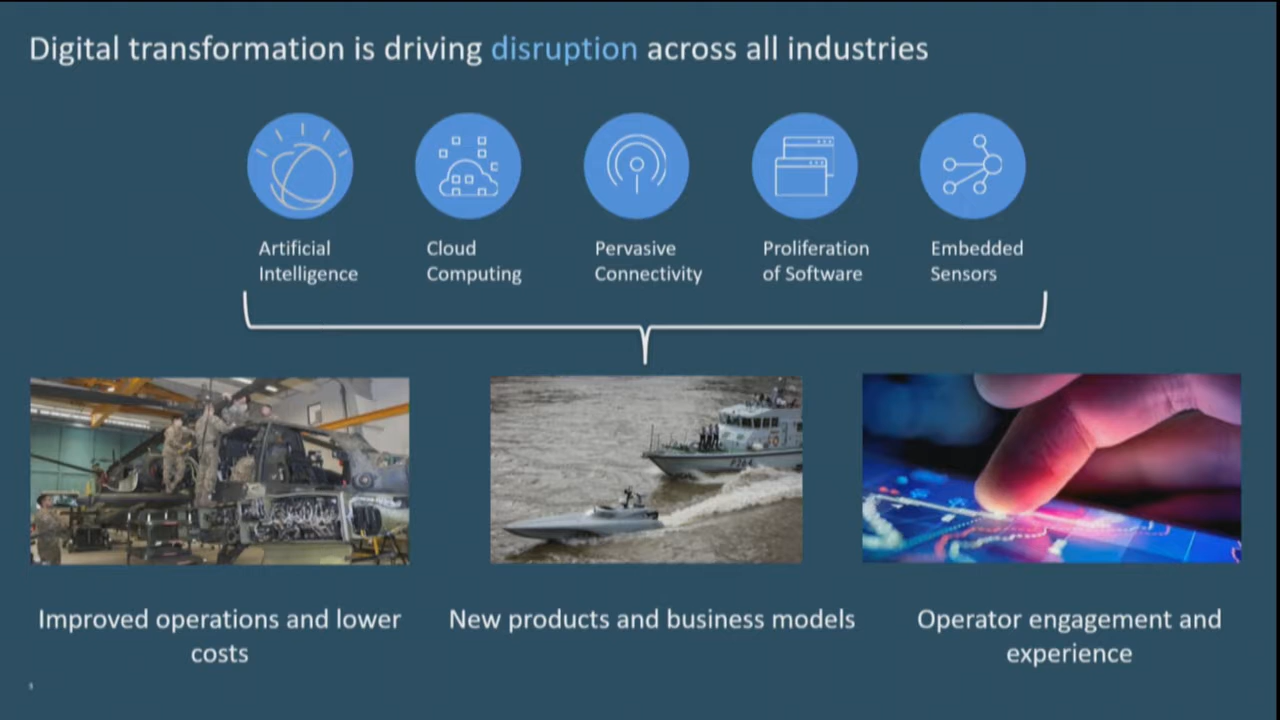 Digital transformation is driving disruption across all industries
Artificial
Intelligence
Cloud
Computing
Pervasive
Connectivity
Proliferation
of Software
Embedded
Sensors
Improved operations and lower
costs
New products and business models
Operator engagement and
experience